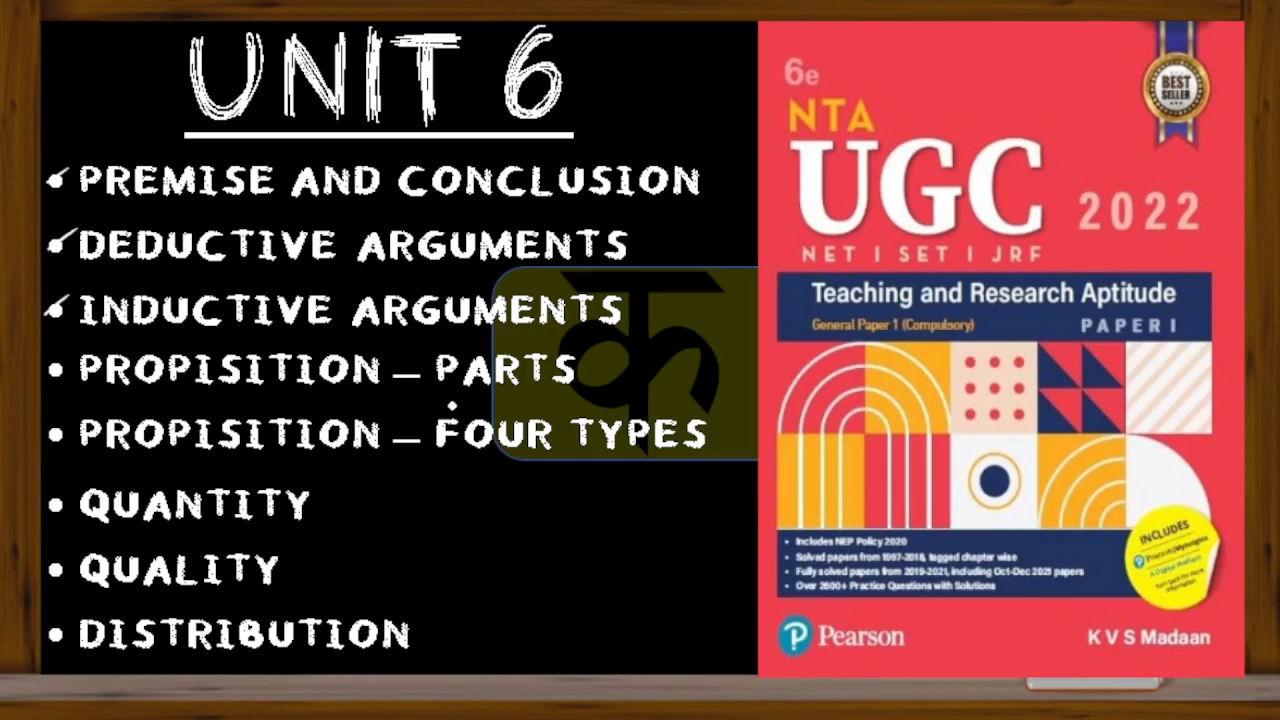 UNIT 6
PREMISE AND CONCLUSION
DEDUCTIVE ARGUMENTS
INDUCTIVE ARGUMENTS
• PROPISITION – PARTS
• PROPISITION – FOUR TYPES
• QUANTITY
• QUALITY
• DISTRIBUTION
क
6e
BEST
SELLER
NTA
UGC 2022
NET | SET | JRF
Teaching and Research Aptitude
General Paper 1 (Compulsory) PAPER I
• Includes NEP Policy 2020
• Solved papers from 1997-2018, tagged chapter wise
• Fully solved papers from 2019-2021, including Oct-Dec 2021 papers
• Over 2600+ Practice Questions with Solutions
INCLUDES
A Digital Platform
P Pearson
K V S Madaan